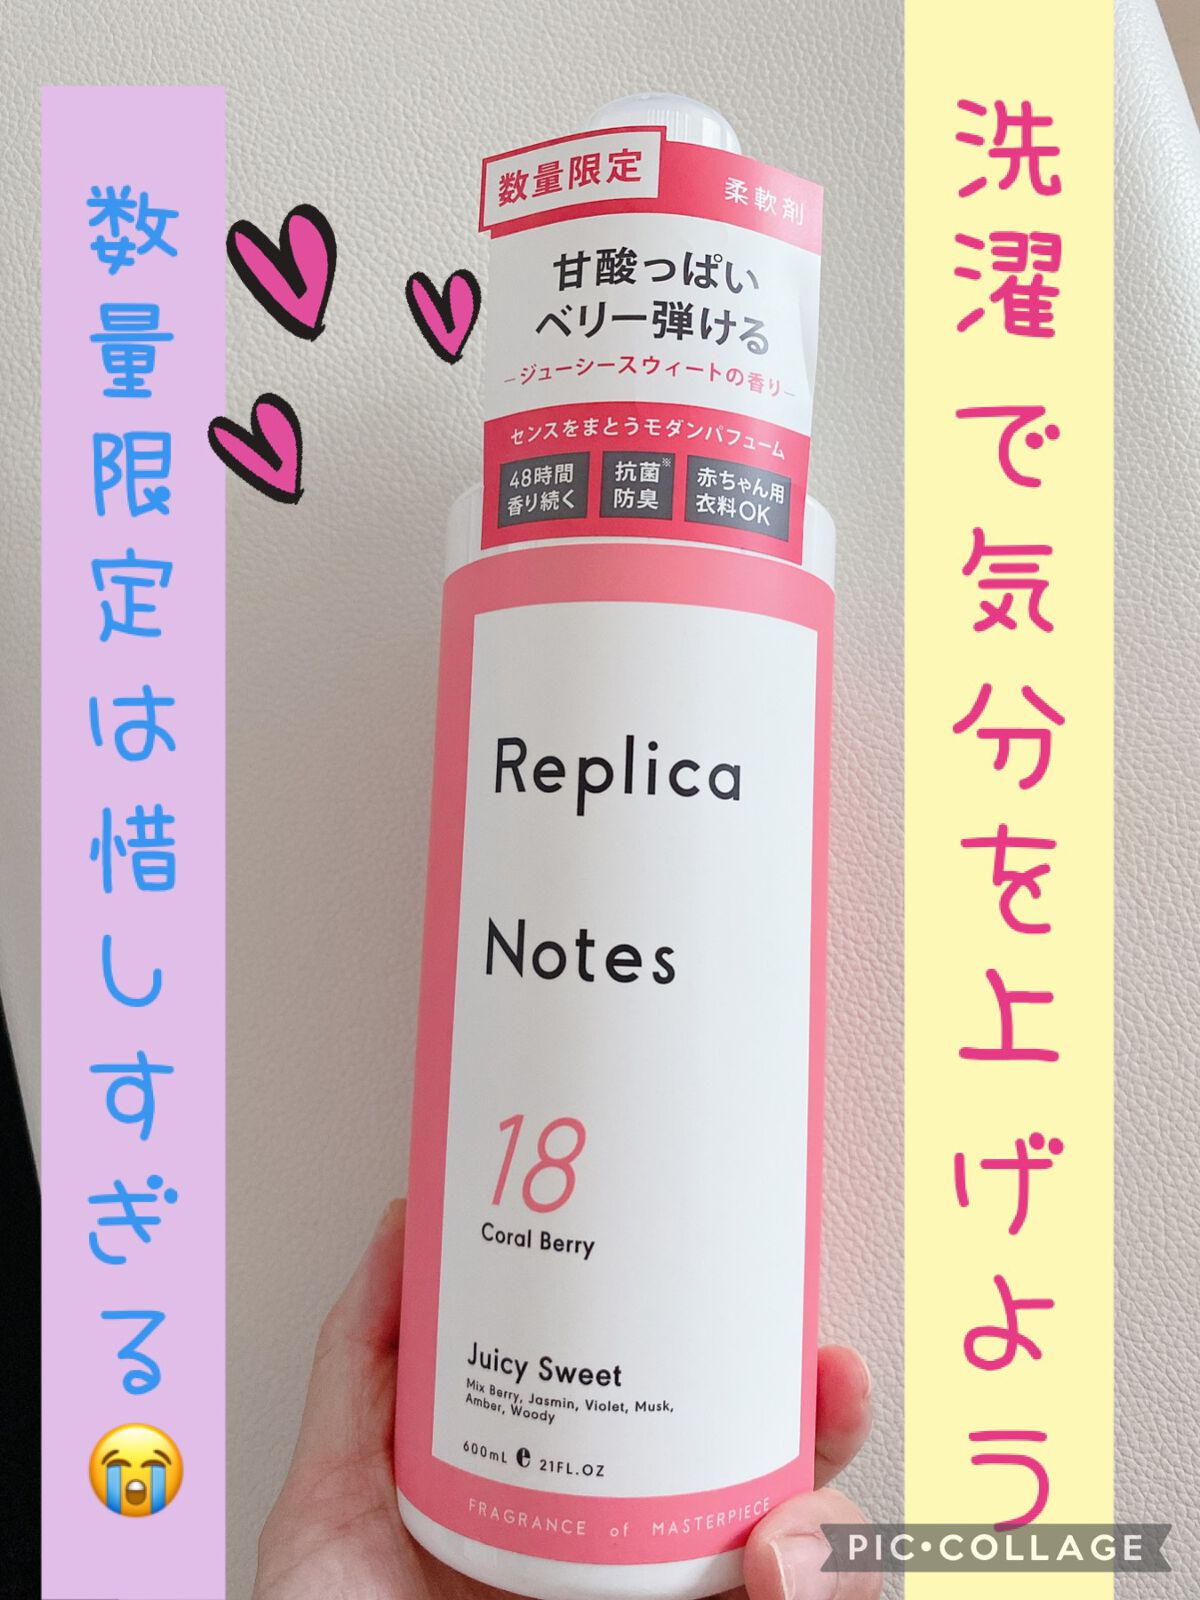 洗濯で気分を上げよう
数量限定は惜しすぎる😭
数量限定
柔軟剤
甘酸っぱい
ベリー弾ける
−ジューシースウィートの香り−
センスをまとうモダンパフューム
48時間
香り続く
抗菌※
防臭
赤ちゃん用
衣料OK
Replica
Notes
18
Coral Berry
Juicy Sweet
Mix Berry, Jasmin, Violet, Musk,
Amber, Woody
600mL ℮ 21FL.OZ
FRAGRANCE of MASTERPIECE
PIC•COLLAGE